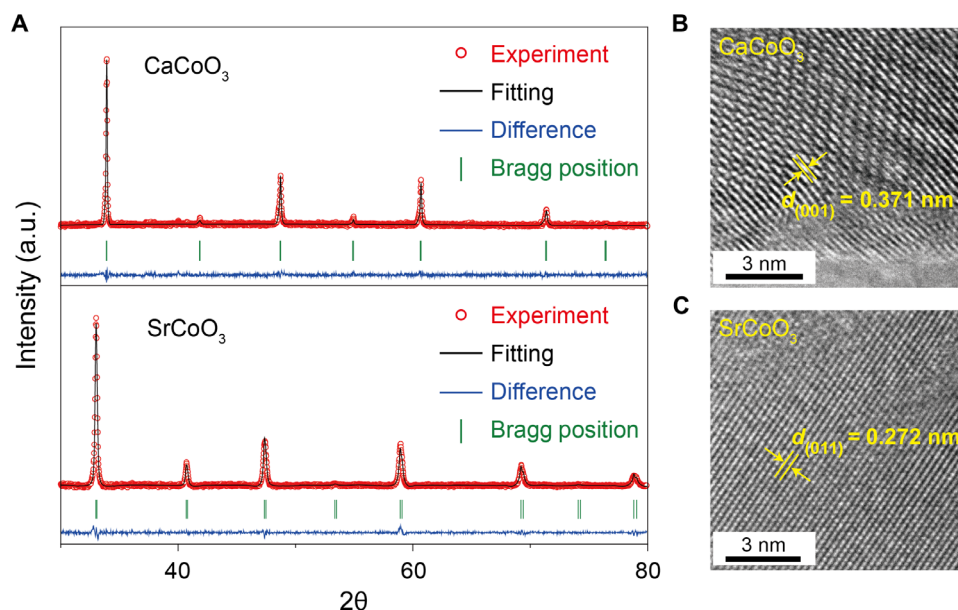 A
CaCoO₃
Experiment
Fitting
Difference
Bragg position
SrCoO₃
Experiment
Fitting
Difference
Bragg position
Intensity (a.u.)
40
60
80
2θ
B
CaCoO₃
d(001) = 0.371 nm
3 nm
C
SrCoO₃
d(011) = 0.272 nm
3 nm